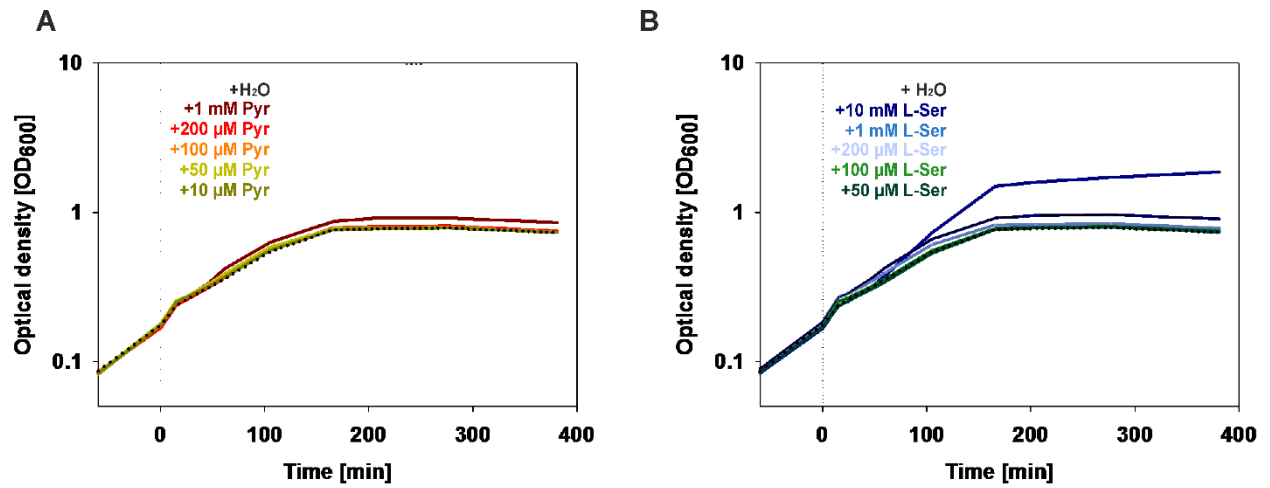 A
Optical density [OD600]
10
1
0.1
+H2O
+1 mM Pyr
+200 µM Pyr
+100 µM Pyr
+50 µM Pyr
+10 µM Pyr
0
100
200
300
400
Time [min]
B
Optical density [OD600]
10
1
0.1
+ H2O
+10 mM L-Ser
+1 mM L-Ser
+200 µM L-Ser
+100 µM L-Ser
+50 µM L-Ser
0
100
200
300
400
Time [min]